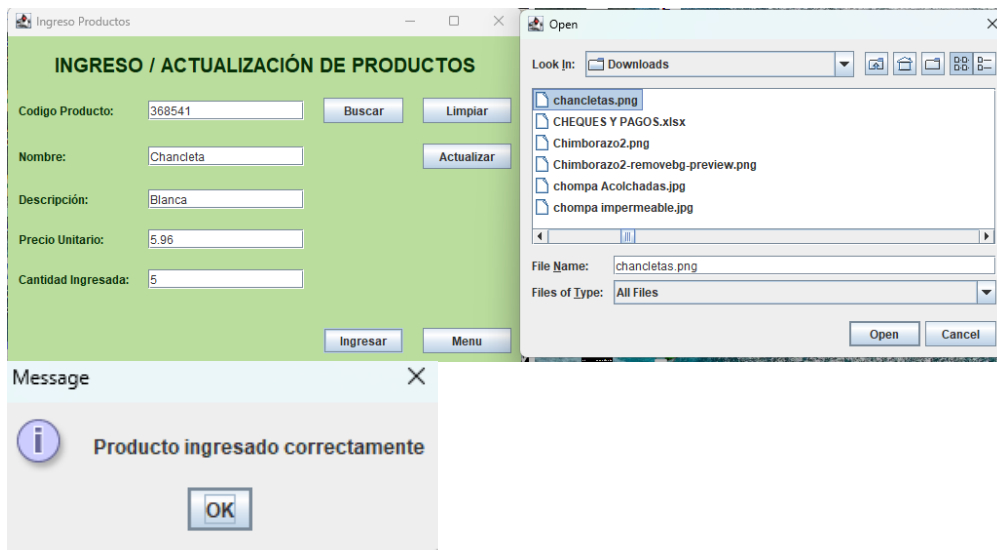 Ingreso Productos
INGRESO / ACTUALIZACIÓN DE PRODUCTOS
Codigo Producto: 368541 Buscar Limpiar
Nombre: Chancleta Actualizar
Descripción: Blanca
Precio Unitario: 5.96
Cantidad Ingresada: 5
Ingresar Menu
Open
Look In: Downloads
chancletas.png
CHEQUES Y PAGOS.xlsx
Chimborazo2.png
Chimborazo2-removebg-preview.png
chompa Acolchadas.jpg
chompa impermeable.jpg
File Name: chancletas.png
Files of Type: All Files
Open Cancel
Message
Producto ingresado correctamente
OK